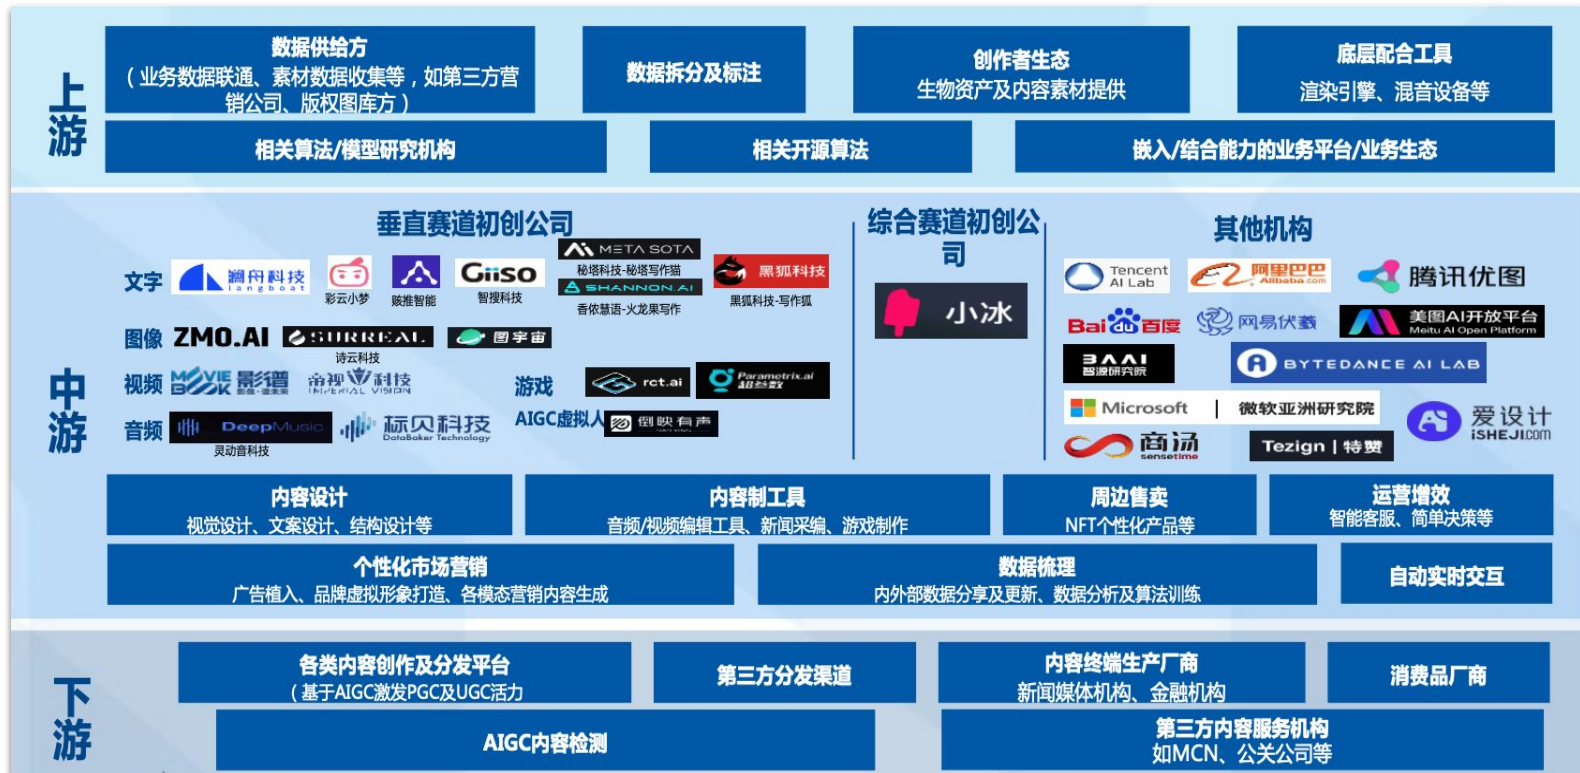 上游
数据供给方
（业务数据联通、素材数据收集等，如第三方营
销公司、版权图库方）
数据拆分及标注
创作者生态
生物资产及内容素材提供
底层配合工具
渲染引擎、混音设备等
相关算法/模型研究机构
相关开源算法
嵌入/结合能力的业务平台/业务生态
中游
垂直赛道初创公司
文字
澜舟科技
langboat
彩云小梦
赅推智能
Giiso
智搜科技
META SOTA
秘塔科技-秘塔写作猫
SHANNON.AI
香侬慧语-火龙果写作
黑狐科技
黑狐科技-写作狐
图像
ZMO.AI
SURREAL
诗云科技
图宇宙
视频
MOVIE BOOK 影谱
帝视科技
IMPERIAL VISION
游戏
rct.ai
Parametrix.ai
超参数
音频
DeepMusic
灵动音科技
标贝科技
DataBaker Technology
AIGC虚拟人
倒映有声
综合赛道初创公
司
小冰
其他机构
Tencent
AI Lab
阿里巴巴
Alibaba.com
腾讯优图
Bai du 百度
网易伏羲
美图AI开放平台
Meitu AI Open Platform
BAAI
智源研究院
BYTEDANCE AI LAB
Microsoft | 微软亚洲研究院
爱设计
iSHEJI.COM
商汤
sensetime
Tezign | 特赞
内容设计
视觉设计、文案设计、结构设计等
内容制工具
音频/视频编辑工具、新闻采编、游戏制作
周边售卖
NFT个性化产品等
运营增效
智能客服、简单决策等
个性化市场营销
广告植入、品牌虚拟形象打造、各模态营销内容生成
数据梳理
内外部数据分享及更新、数据分析及算法训练
自动实时交互
下游
各类内容创作及分发平台
（基于AIGC激发PGC及UGC活力
第三方分发渠道
内容终端生产厂商
新闻媒体机构、金融机构
消费品厂商
AIGC内容检测
第三方内容服务机构
如MCN、公关公司等